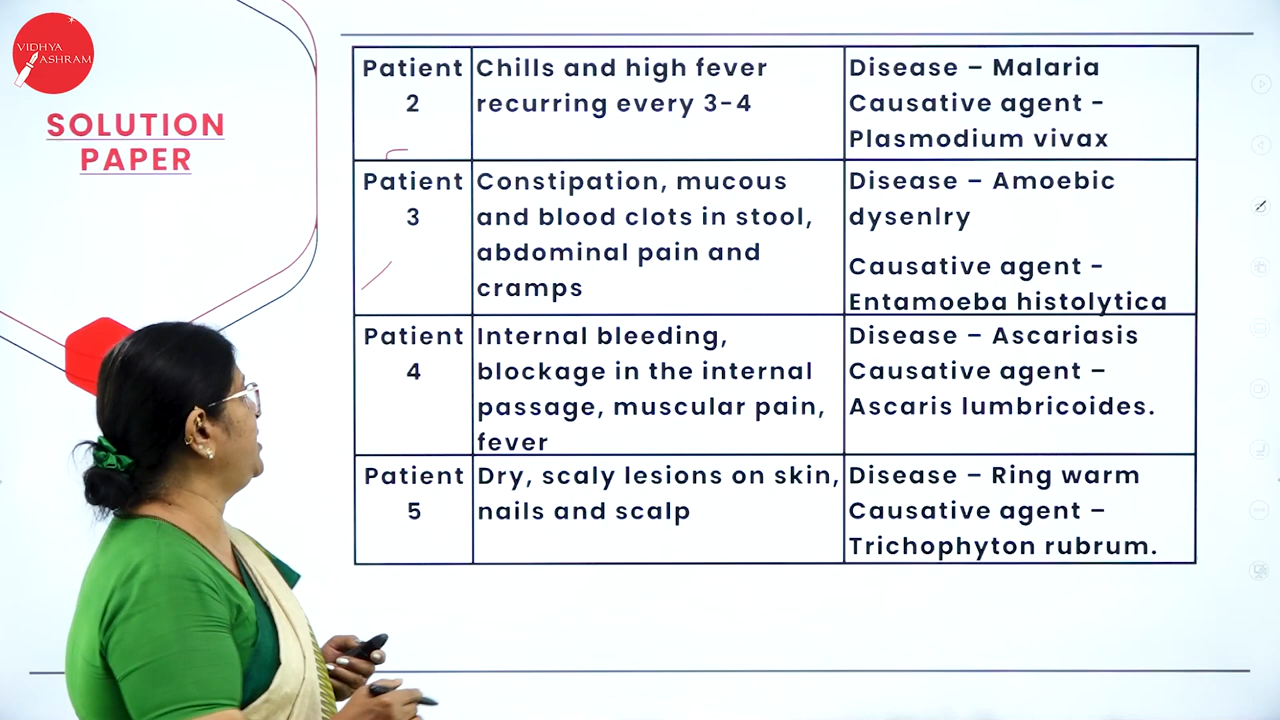 VIDHYA
ASHRAM
SOLUTION
PAPER
Patient
2
Chills and high fever
recurring every 3-4
Disease – Malaria
Causative agent -
Plasmodium vivax
Patient
3
Constipation, mucous
and blood clots in stool,
abdominal pain and
cramps
Disease – Amoebic
dysenlry
Causative agent -
Entamoeba histolytica
Patient
4
Internal bleeding,
blockage in the internal
passage, muscular pain,
fever
Disease – Ascariasis
Causative agent –
Ascaris lumbricoides.
Patient
5
Dry, scaly lesions on skin,
nails and scalp
Disease – Ring warm
Causative agent –
Trichophyton rubrum.